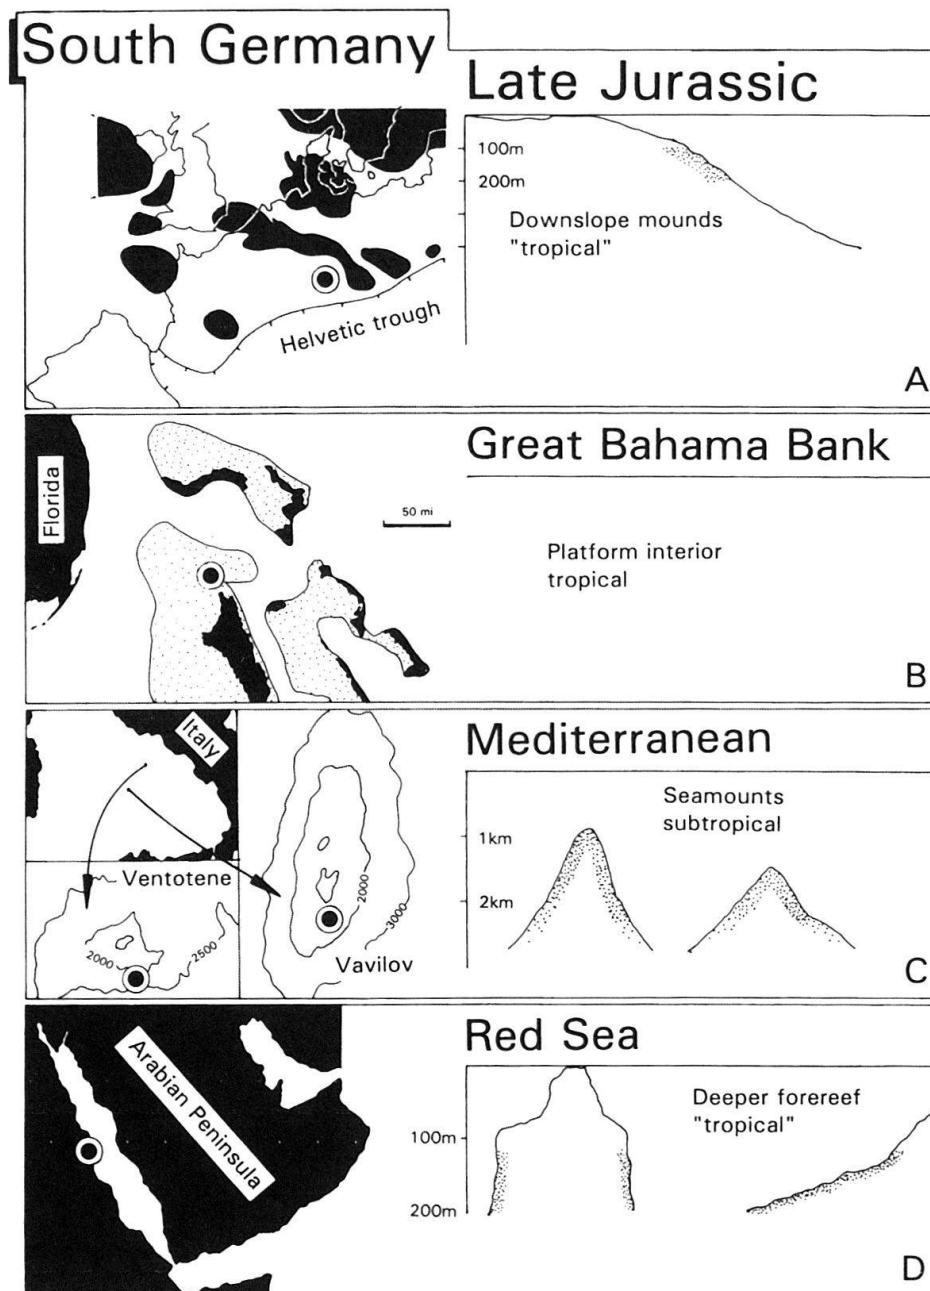 South Germany
Late Jurassic
100m
200m
Downslope mounds
"tropical"
Helvetic trough
A
Great Bahama Bank
Florida
50 mi
Platform interior
tropical
B
Mediterranean
Italy
Seamounts
subtropical
1km
2km
Ventotene
2000
2500
2000
3000
Vavilov
C
Red Sea
Arabian Peninsula
Deeper forereef
"tropical"
100m
200m
D